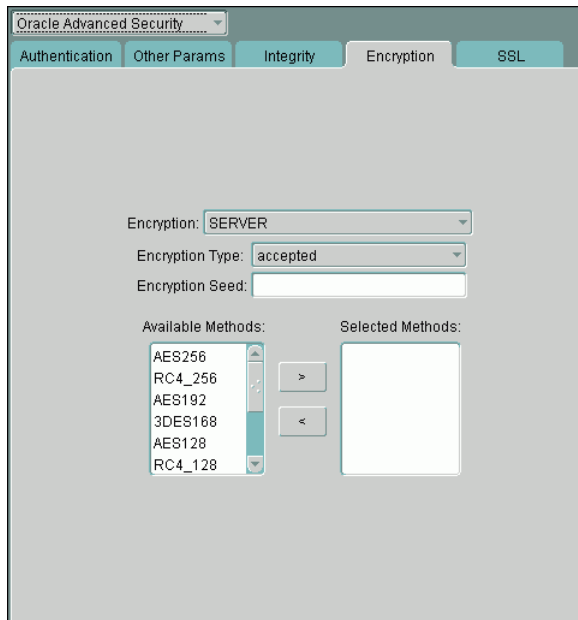 Oracle Advanced Security
Authentication Other Params Integrity Encryption SSL
Encryption: SERVER
Encryption Type: accepted
Encryption Seed:
Available Methods: Selected Methods:
AES256
RC4_256
>
AES192
3DES168
<
AES128
RC4_128